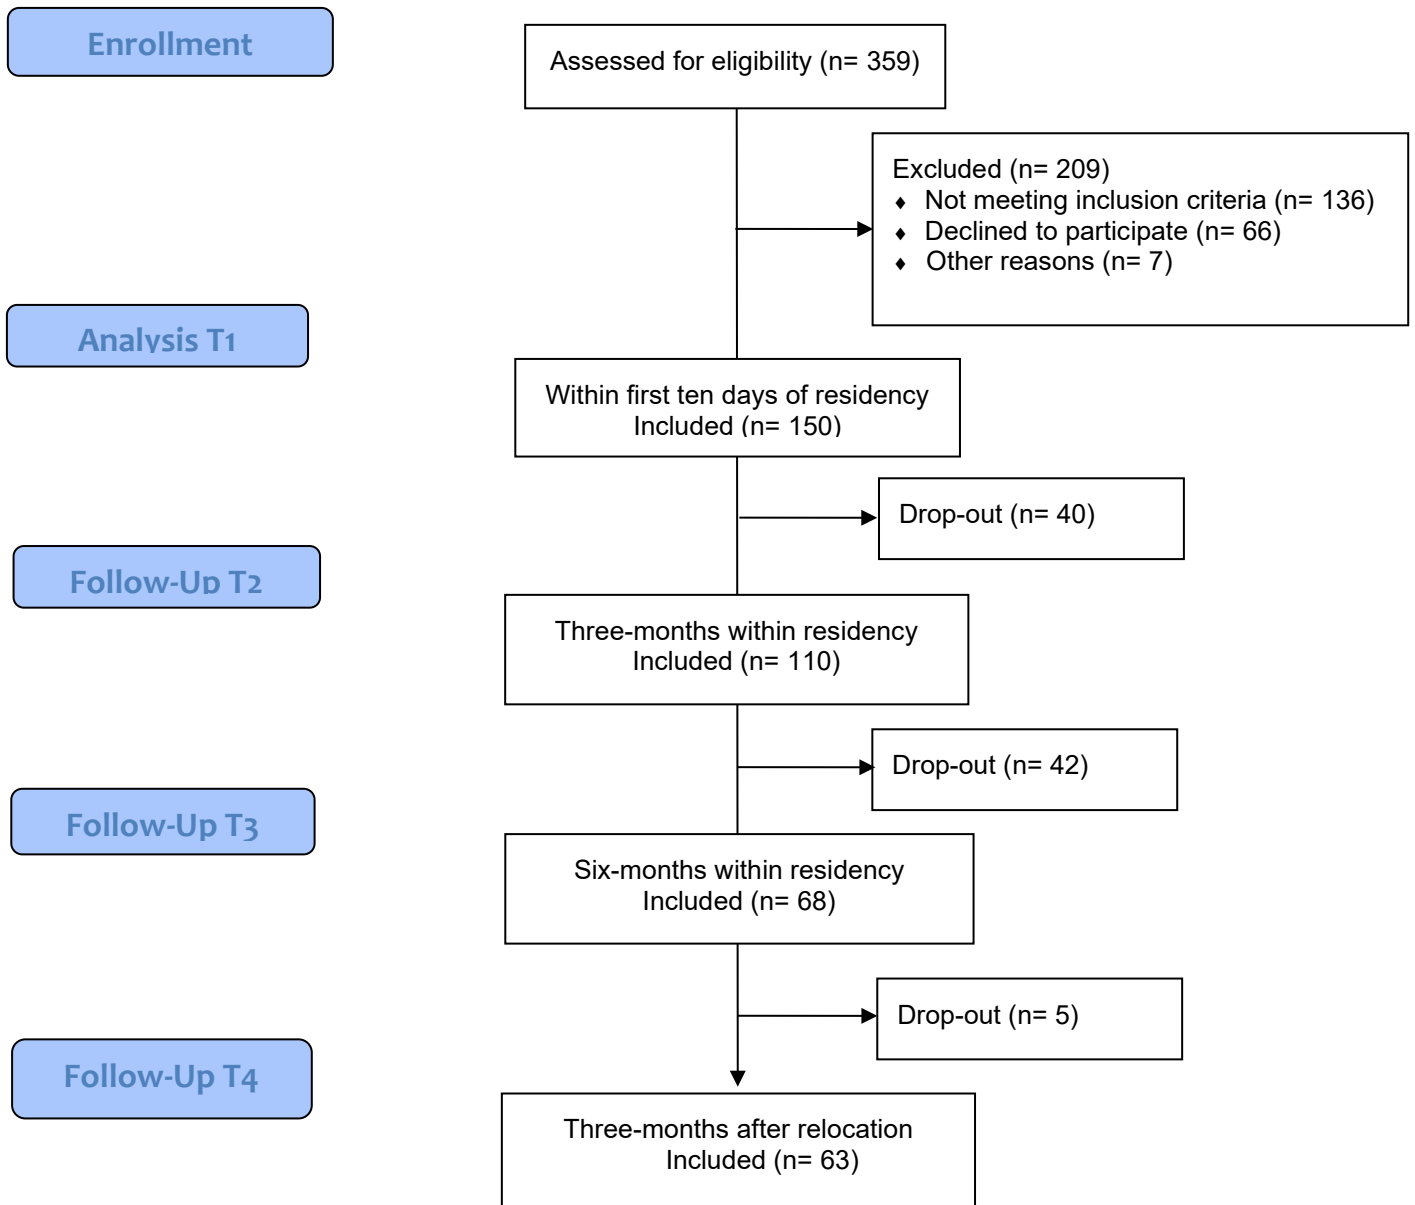 Enrollment
Assessed for eligibility (n= 359)
Excluded (n= 209)
♦ Not meeting inclusion criteria (n= 136)
♦ Declined to participate (n= 66)
♦ Other reasons (n= 7)
Analysis T1
Within first ten days of residency
Included (n= 150)
Drop-out (n= 40)
Follow-Up T2
Three-months within residency
Included (n= 110)
Drop-out (n= 42)
Follow-Up T3
Six-months within residency
Included (n= 68)
Drop-out (n= 5)
Follow-Up T4
Three-months after relocation
Included (n= 63)